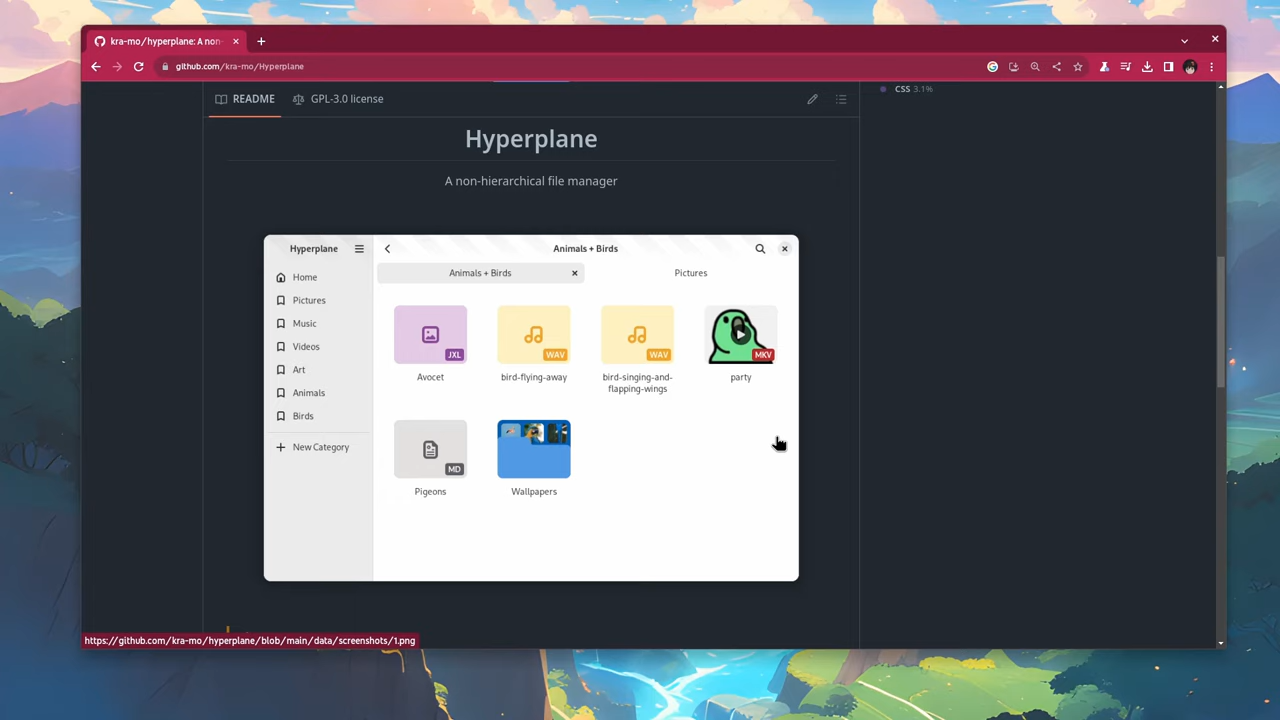 kra-mo/hyperplane: A non
github.com/kra-mo/Hyperplane
CSS 3.1%
README
GPL-3.0 license
Hyperplane
A non-hierarchical file manager
Hyperplane
Animals + Birds
Animals + Birds
Pictures
Home
Pictures
Music
Videos
Art
Animals
Birds
New Category
JXL
WAV
WAV
MKV
Avocet
bird-flying-away
bird-singing-and-
flapping-wings
party
MD
Pigeons
Wallpapers
https://github.com/kra-mo/hyperplane/blob/main/data/screenshots/1.png